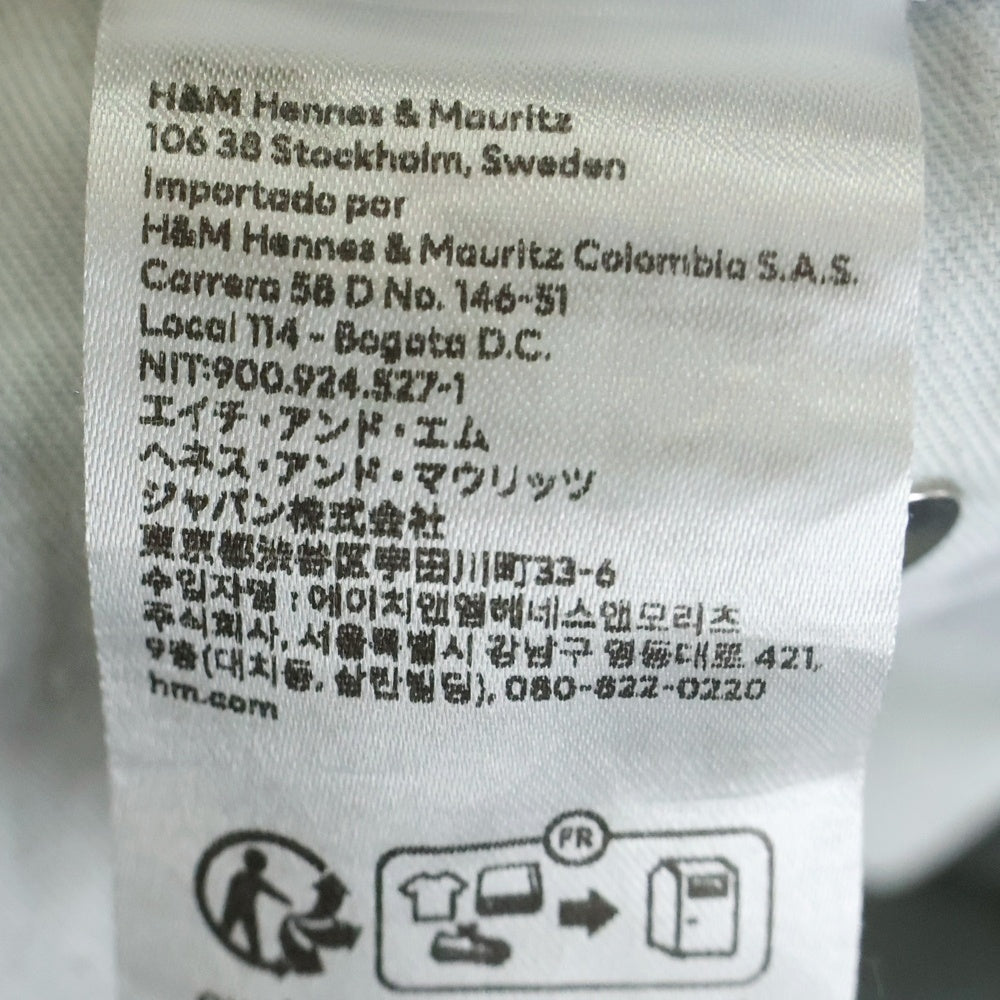 H&M Hennes & Mauritz
106 38 Stockholm, Sweden
Importado por
H&M Hennes & Mauritz Colombia S.A.S.
Carrera 58 D No. 146-51
Local 114 - Bogota D.C.
NIT:900.924.527-1
エイチ・アンド・エム
ヘネス・アンド・マウリッツ
ジャパン株式会社
東京都渋谷区宇田川町33-6
수입자명 : 에이치앤엠헤네스앤모리츠
주식회사, 서울특별시 강남구 영동대로 421,
9층(대치동, 삼탄빌딩), 080-822-0220
hm.com
FR